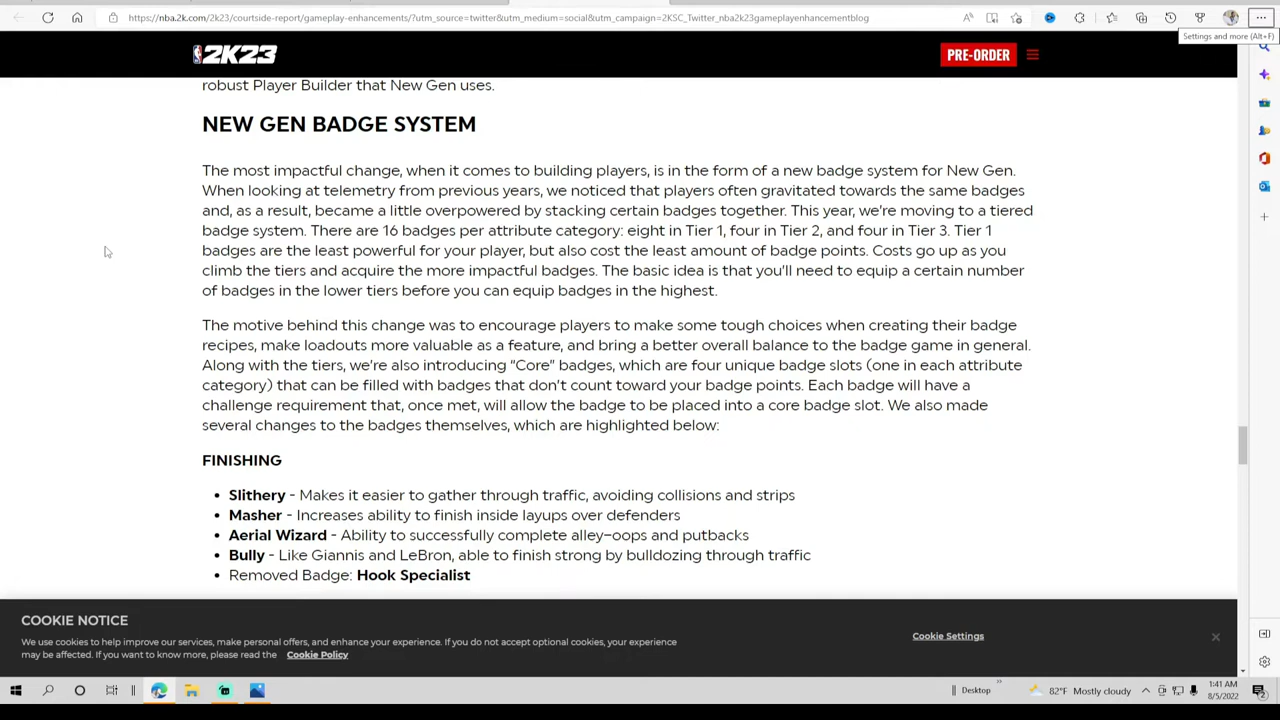 https://nba.2k.com/2k23/courtside-report/gameplay-enhancements/?utm_source=twitter&utm_medium=social&utm_campaign=2KSC_Twitter_nba2k23gameplayenhancementblog
Settings and more (Alt+F)
2K23
PRE-ORDER
robust Player Builder that New Gen uses.
NEW GEN BADGE SYSTEM
The most impactful change, when it comes to building players, is in the form of a new badge system for New Gen.
When looking at telemetry from previous years, we noticed that players often gravitated towards the same badges
and, as a result, became a little overpowered by stacking certain badges together. This year, we're moving to a tiered
badge system. There are 16 badges per attribute category: eight in Tier 1, four in Tier 2, and four in Tier 3. Tier 1
badges are the least powerful for your player, but also cost the least amount of badge points. Costs go up as you
climb the tiers and acquire the more impactful badges. The basic idea is that you'll need to equip a certain number
of badges in the lower tiers before you can equip badges in the highest.
The motive behind this change was to encourage players to make some tough choices when creating their badge
recipes, make loadouts more valuable as a feature, and bring a better overall balance to the badge game in general.
Along with the tiers, we're also introducing "Core" badges, which are four unique badge slots (one in each attribute
category) that can be filled with badges that don't count toward your badge points. Each badge will have a
challenge requirement that, once met, will allow the badge to be placed into a core badge slot. We also made
several changes to the badges themselves, which are highlighted below:
FINISHING
• Slithery - Makes it easier to gather through traffic, avoiding collisions and strips
• Masher - Increases ability to finish inside layups over defenders
• Aerial Wizard - Ability to successfully complete alley-oops and putbacks
• Bully - Like Giannis and LeBron, able to finish strong by bulldozing through traffic
• Removed Badge: Hook Specialist
COOKIE NOTICE
We use cookies to help improve our services, make personal offers, and enhance your experience. If you do not accept optional cookies, your experience
may be affected. If you want to know more, please read the Cookie Policy
Cookie Settings
Desktop
82°F Mostly cloudy
1:41 AM
8/5/2022